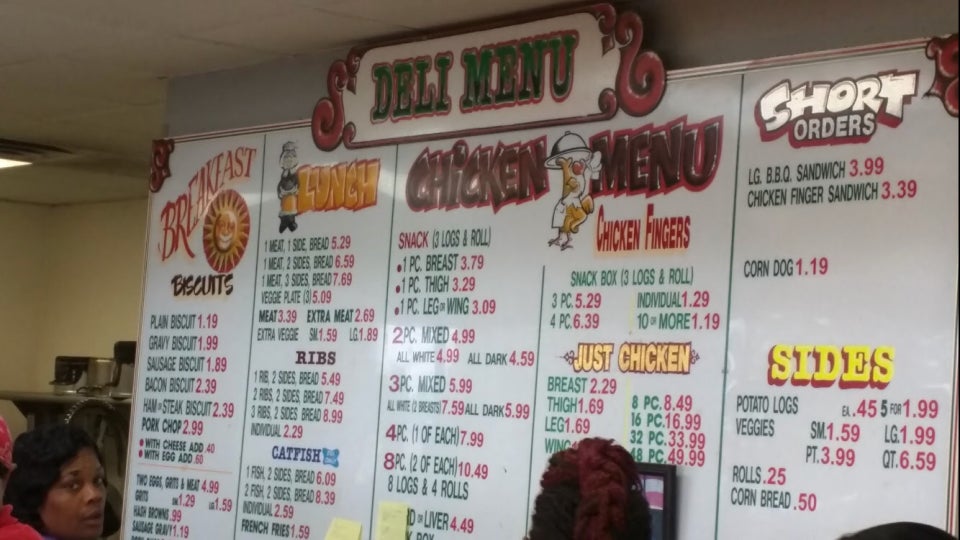 DELI MENU
BREAKFAST
BISCUITS
PLAIN BISCUIT 1.19
GRAVY BISCUIT 1.99
SAUSAGE BISCUIT 1.89
BACON BISCUIT 2.39
HAM OR STEAK BISCUIT 2.39
PORK CHOP 2.99
WITH CHEESE ADD .40
WITH EGG ADD .60
TWO EGGS, GRITS & MEAT 4.99
GRITS SM 1.29 LG 1.59
HASH BROWNS .99
SAUSAGE GRAVY 1.19
LUNCH
1 MEAT, 1 SIDE, BREAD 5.29
1 MEAT, 2 SIDES, BREAD 6.59
1 MEAT, 3 SIDES, BREAD 7.69
VEGGIE PLATE (3) 5.09
MEAT 3.39 EXTRA MEAT 2.69
EXTRA VEGGIE SM. 1.59 LG. 1.89
RIBS
1 RIB, 2 SIDES, BREAD 5.49
2 RIBS, 2 SIDES, BREAD 7.49
3 RIBS, 2 SIDES, BREAD 8.99
INDIVIDUAL 2.29
CATFISH
1 FISH, 2 SIDES, BREAD 6.09
2 FISH, 2 SIDES, BREAD 8.39
INDIVIDUAL 2.59
FRENCH FRIES 1.59
CHICKEN MENU
SNACK (3 LOGS & ROLL)
1 PC. BREAST 3.79
1 PC. THIGH 3.29
1 PC. LEG OR WING 3.09
2 PC. MIXED 4.99
ALL WHITE 4.99 ALL DARK 4.59
3 PC. MIXED 5.99
ALL WHITE (2 BREASTS) 7.59 ALL DARK 5.99
4 PC. (1 OF EACH) 7.99
8 PC. (2 OF EACH) 10.49
8 LOGS & 4 ROLLS
OR LIVER 4.49
CHICKEN FINGERS
SNACK BOX (3 LOGS & ROLL)
3 PC. 5.29 INDIVIDUAL 1.29
4 PC. 6.39 10 OR MORE 1.19
JUST CHICKEN
BREAST 2.29
THIGH 1.69 8 PC. 8.49
LEG 1.69 16 PC. 16.99
WING 32 PC. 33.99
48 PC. 49.99
SHORT ORDERS
LG. B.B.Q. SANDWICH 3.99
CHICKEN FINGER SANDWICH 3.39
CORN DOG 1.19
SIDES
POTATO LOGS EA. .45 5 FOR 1.99
VEGGIES SM. 1.59 LG. 1.99
PT. 3.99 QT. 6.59
ROLLS .25
CORN BREAD .50